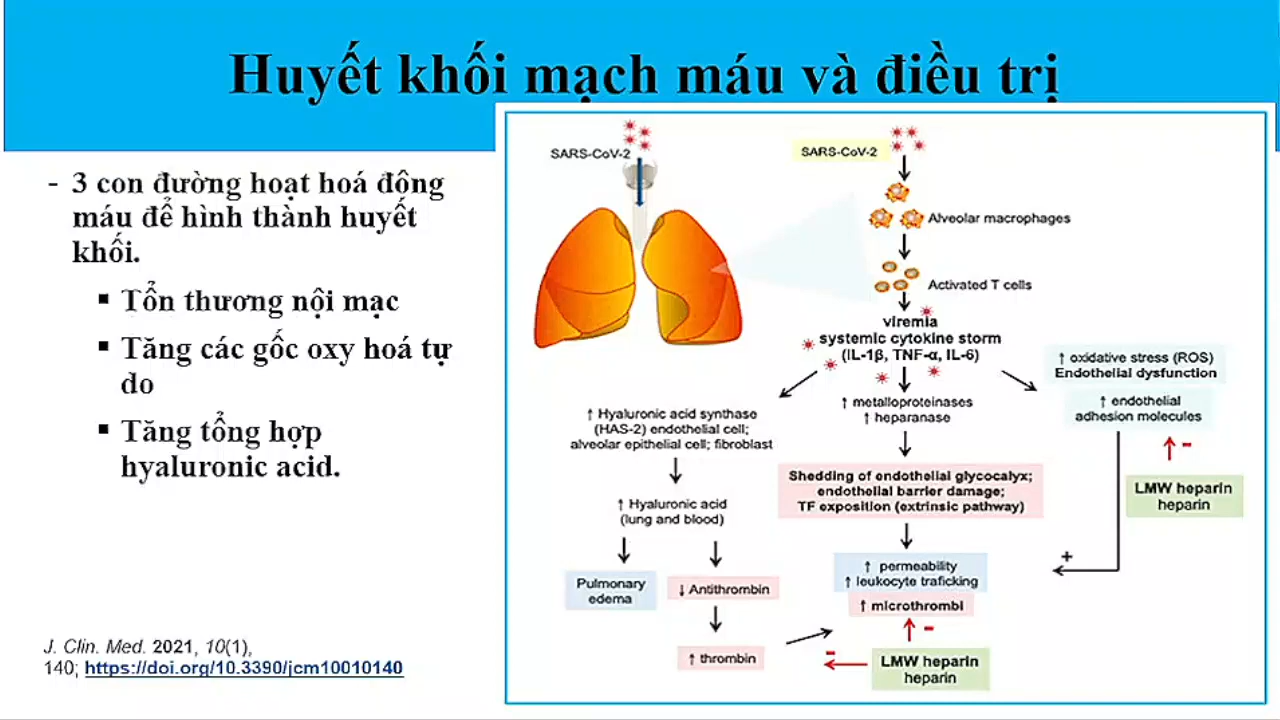 Huyết khối mạch máu và điều trị
- 3 con đường hoạt hoá động
máu để hình thành huyết
khối.
▪ Tổn thương nội mạc
▪ Tăng các gốc oxy hoá tự
do
▪ Tăng tổng hợp
hyaluronic acid.
J. Clin. Med. 2021, 10(1),
140; https://doi.org/10.3390/jcm10010140
SARS-CoV-2
SARS-CoV-2
Alveolar macrophages
Activated T cells
viremia
systemic cytokine storm
(IL-1β, TNF-α, IL-6)
↑ Hyaluronic acid synthase
(HAS-2) endothelial cell;
alveolar epithelial cell; fibroblast
↑ Hyaluronic acid
(lung and blood)
Pulmonary
edema
↓ Antithrombin
↑ thrombin
↑ metalloproteinases
↑ heparanase
Shedding of endothelial glycocalyx;
endothelial barrier damage;
TF exposition (extrinsic pathway)
↑ permeability
↑ leukocyte traficking
↑ microthrombi
-
-
LMW heparin
heparin
↑ oxidative stress (ROS)
Endothelial dysfunction
↑ endothelial
adhesion molecules
-
LMW heparin
heparin
+